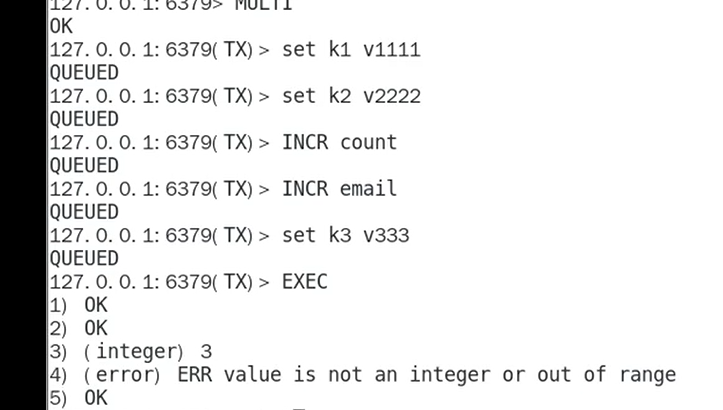 127.0.0.1:6379> MULTI
OK
127.0.0.1:6379(TX)> set k1 v1111
QUEUED
127.0.0.1:6379(TX)> set k2 v2222
QUEUED
127.0.0.1:6379(TX)> INCR count
QUEUED
127.0.0.1:6379(TX)> INCR email
QUEUED
127.0.0.1:6379(TX)> set k3 v333
QUEUED
127.0.0.1:6379(TX)> EXEC
1) OK
2) OK
3) (integer) 3
4) (error) ERR value is not an integer or out of range
5) OK